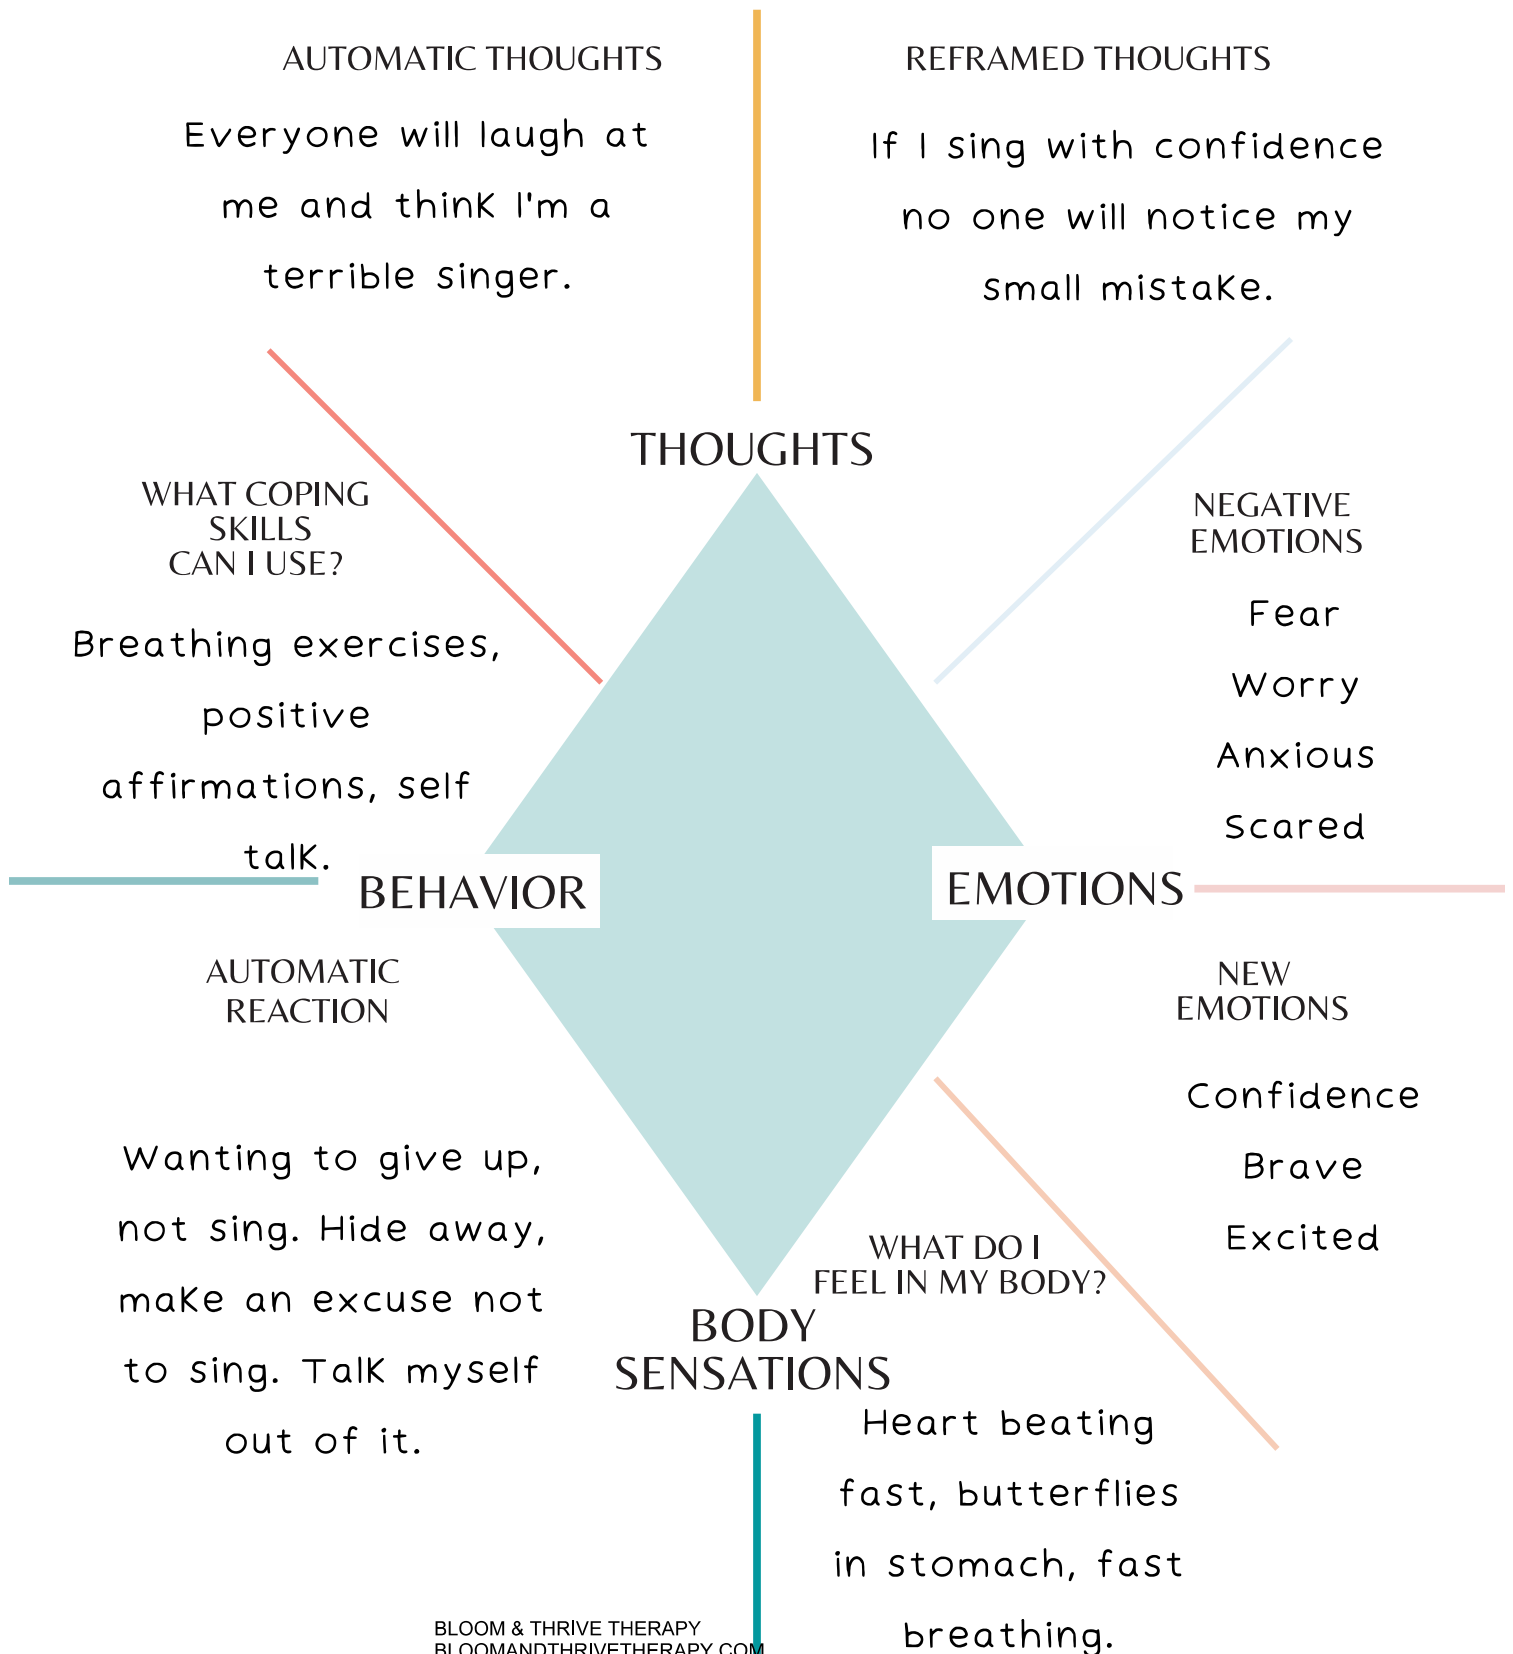 AUTOMATIC THOUGHTS
Everyone will laugh at
me and think I'm a
terrible singer.
REFRAMED THOUGHTS
If I sing with confidence
no one will notice my
small mistake.
THOUGHTS
WHAT COPING
SKILLS
CAN I USE?
Breathing exercises,
positive
affirmations, self
talk.
NEGATIVE
EMOTIONS
Fear
Worry
Anxious
Scared
BEHAVIOR
EMOTIONS
AUTOMATIC
REACTION
Wanting to give up,
not sing. Hide away,
make an excuse not
to sing. Talk myself
out of it.
NEW
EMOTIONS
Confidence
Brave
Excited
WHAT DO I
FEEL IN MY BODY?
BODY
SENSATIONS
Heart beating
fast, butterflies
in stomach, fast
breathing.
BLOOM & THRIVE THERAPY
BLOOMANDTHRIVETHERAPY.COM